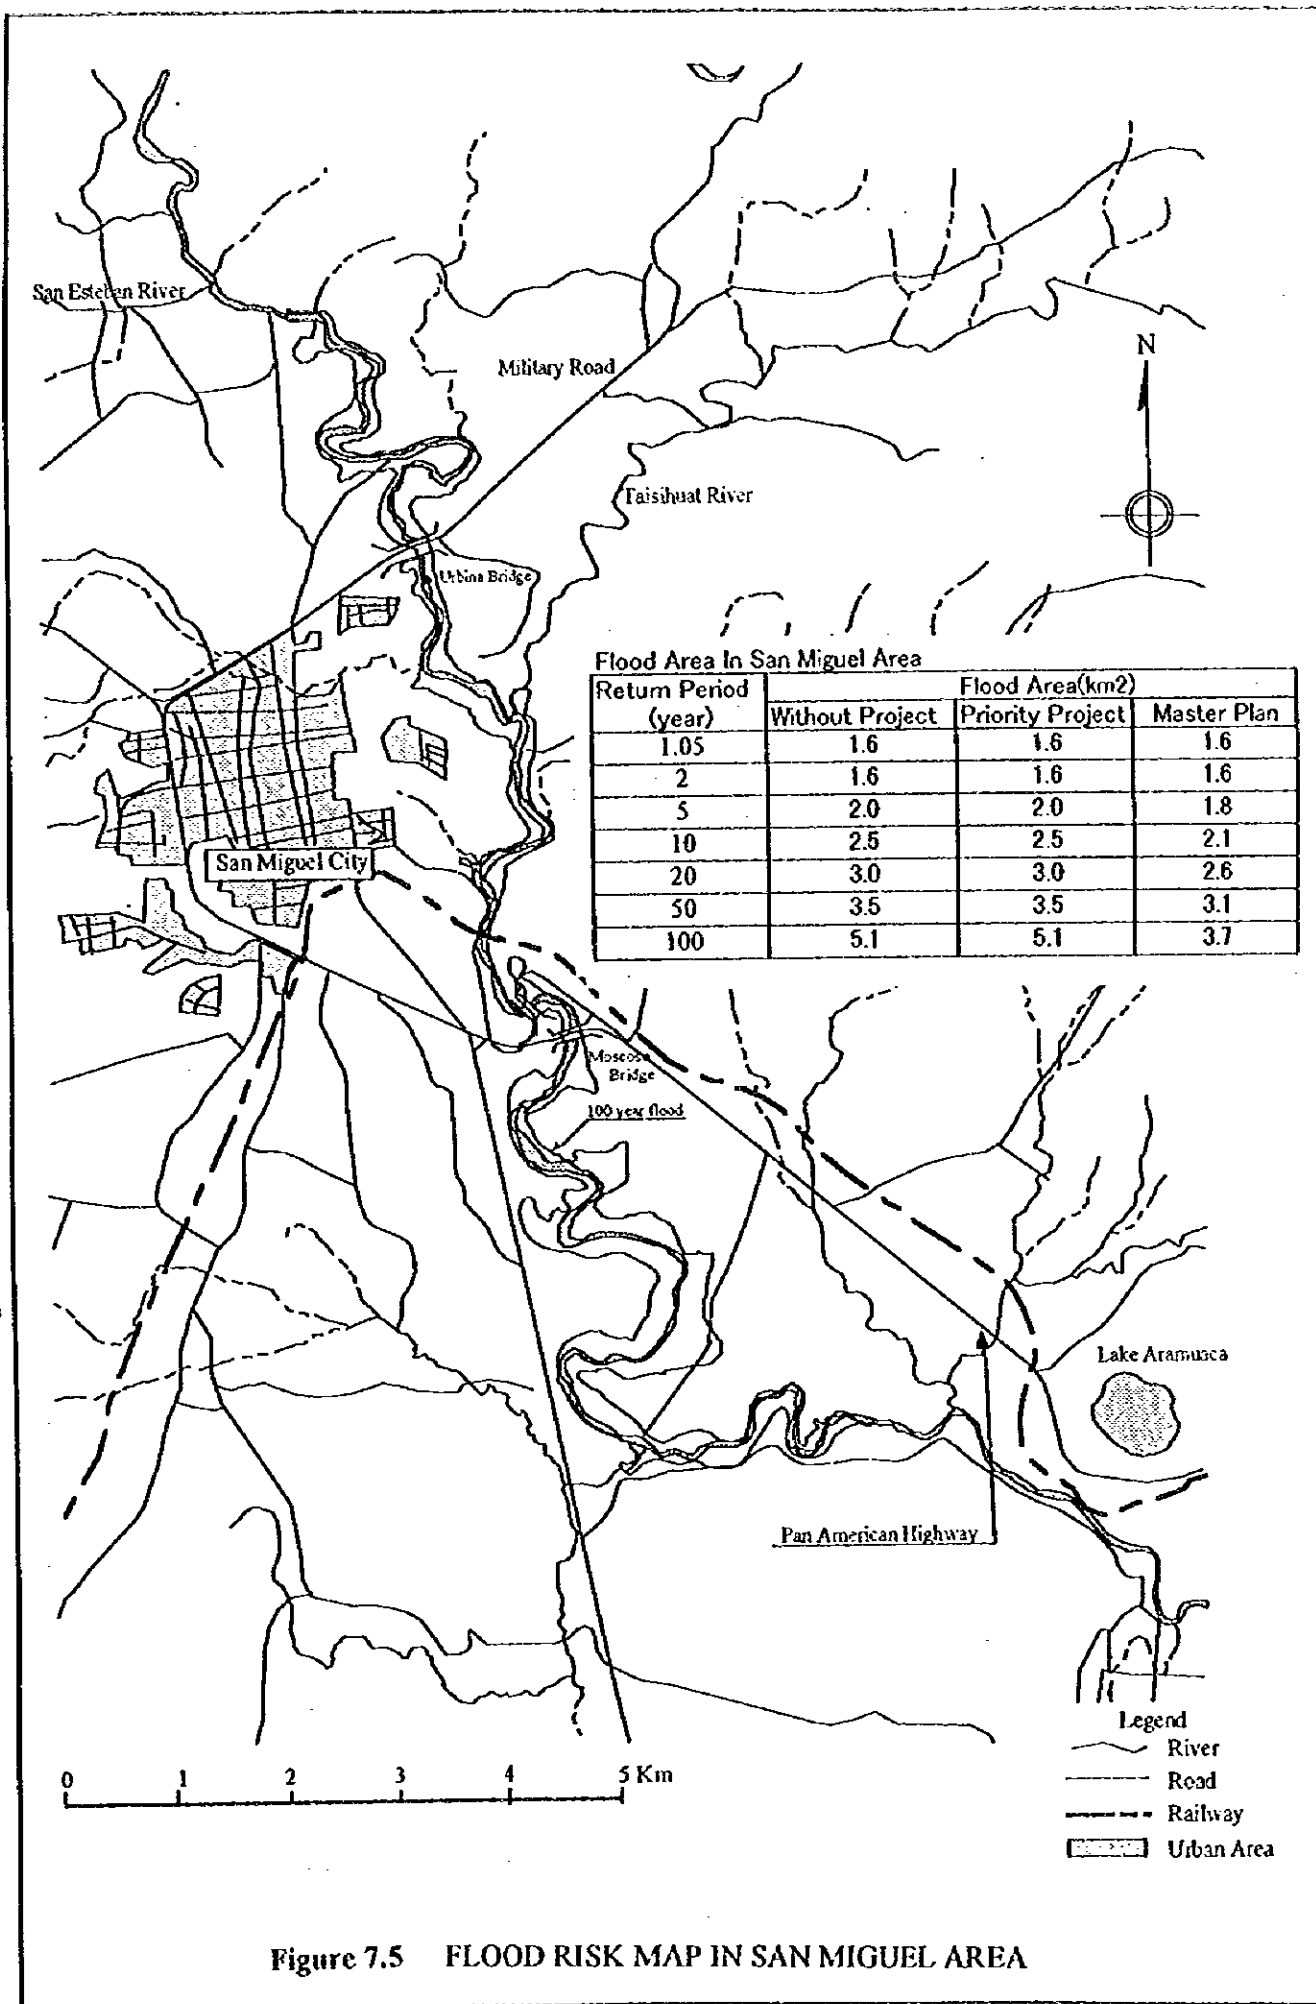 San Esteban River
Military Road
N
Taisihuat River
Urbina Bridge
Flood Area In San Miguel Area
Return Period (year) Flood Area(km2)
Without Project Priority Project Master Plan
1.05 1.6 1.6 1.6
2 1.6 1.6 1.6
5 2.0 2.0 1.8
10 2.5 2.5 2.1
20 3.0 3.0 2.6
50 3.5 3.5 3.1
100 5.1 5.1 3.7
San Miguel City
Moscoso
Bridge
100 year flood
Lake Aramuaca
Pan American Highway
Legend
River
Road
Railway
Urban Area
0 1 2 3 4 5 Km
Figure 7.5 FLOOD RISK MAP IN SAN MIGUEL AREA